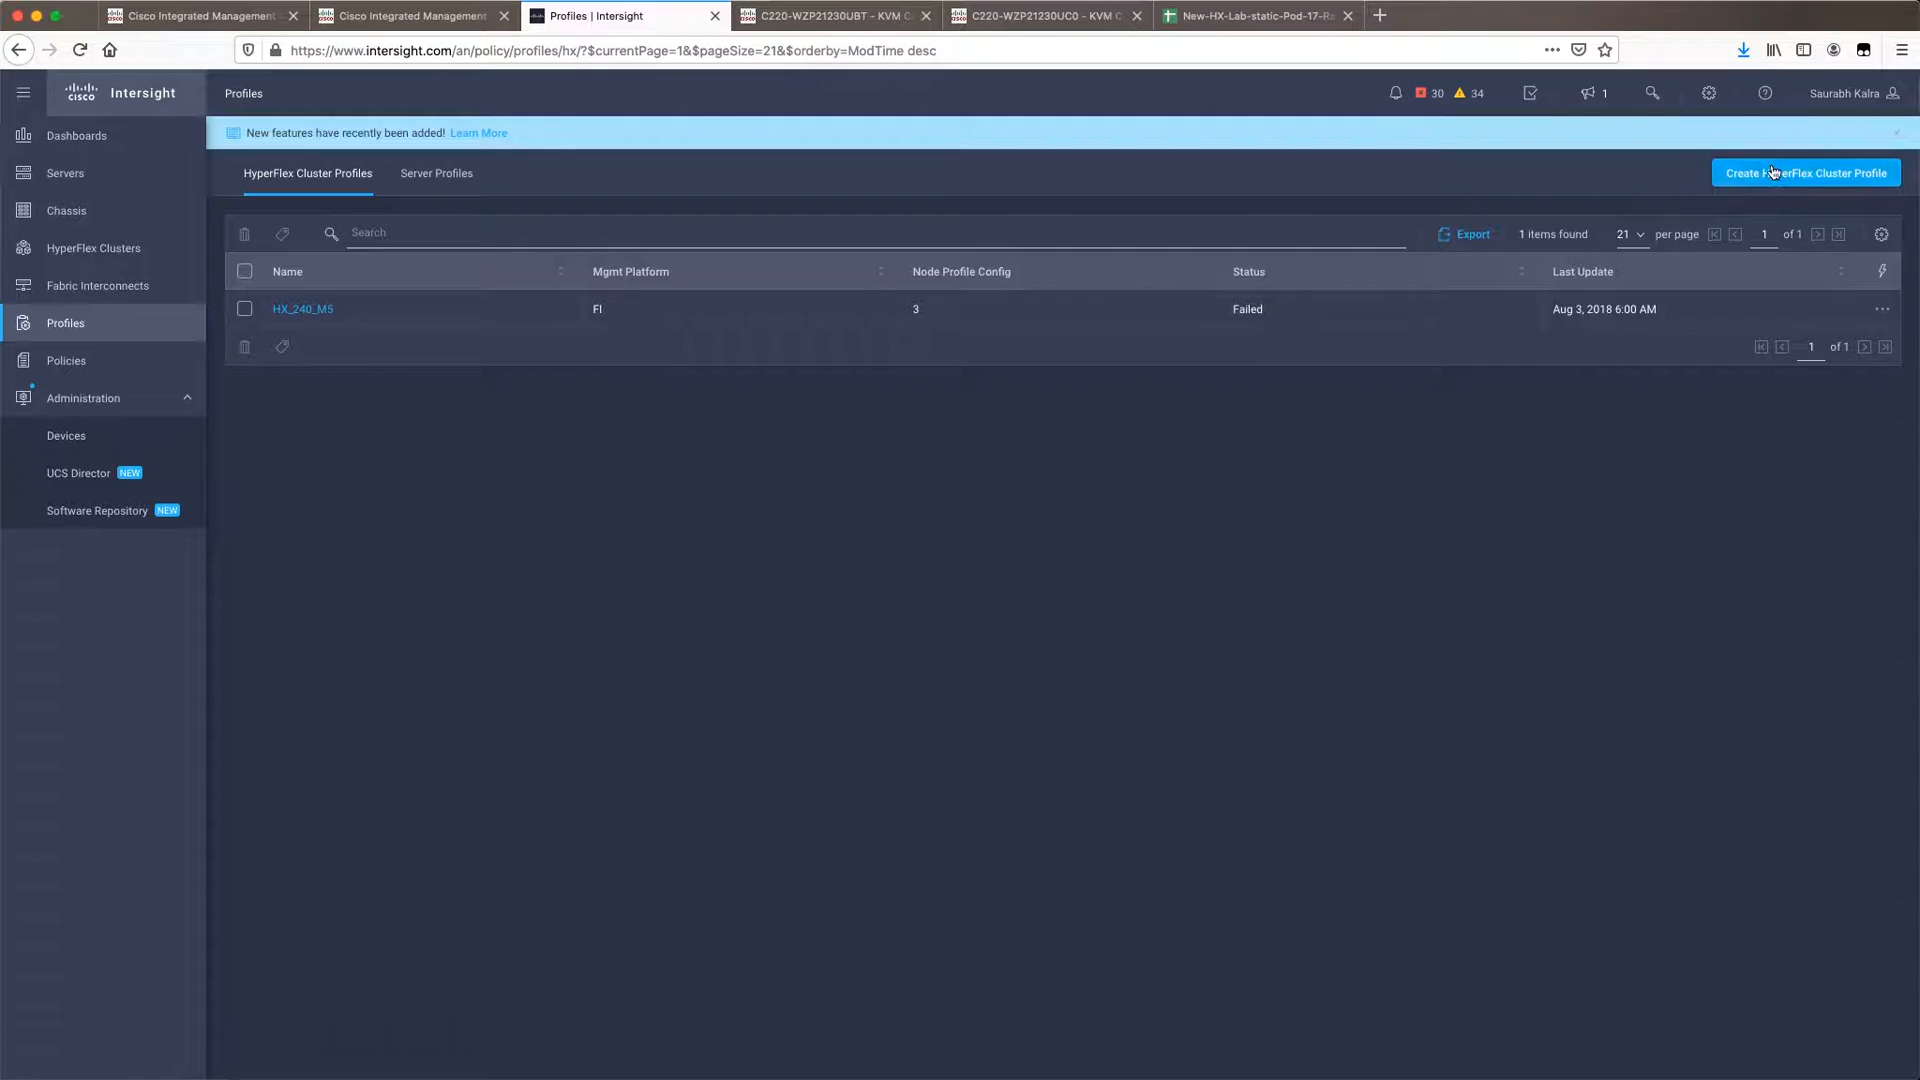 Cisco Integrated Management
Cisco Integrated Management
Profiles | Intersight
C220-WZP21230UBT - KVM C
C220-WZP21230UC0 - KVM C
New-HX-Lab-static-Pod-17-Ra
https://www.intersight.com/an/policy/profiles/hx/?$currentPage=1&$pageSize=21&$orderby=ModTime desc
cisco Intersight
Profiles
30
34
1
Saurabh Kalra
New features have recently been added! Learn More
Dashboards
Servers
Chassis
HyperFlex Clusters
Fabric Interconnects
Profiles
Policies
Administration
Devices
UCS Director NEW
Software Repository NEW
HyperFlex Cluster Profiles
Server Profiles
Create HyperFlex Cluster Profile
Search
Export
1 items found
21 per page
1 of 1
Name Mgmt Platform Node Profile Config Status Last Update
HX_240_M5 FI 3 Failed Aug 3, 2018 6:00 AM
1 of 1